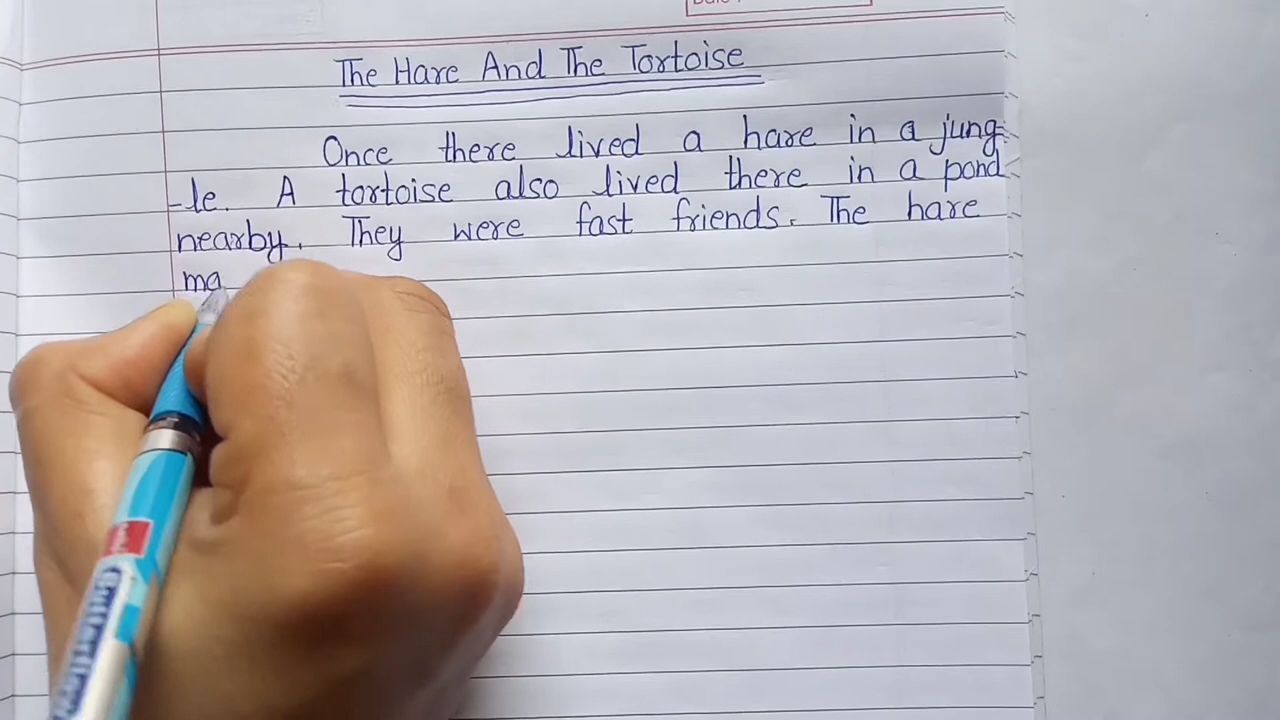 The Hare And The Tortoise
Once there lived a hare in a jung-
-le. A tortoise also lived there in a pond
nearby. They were fast friends. The hare
ma